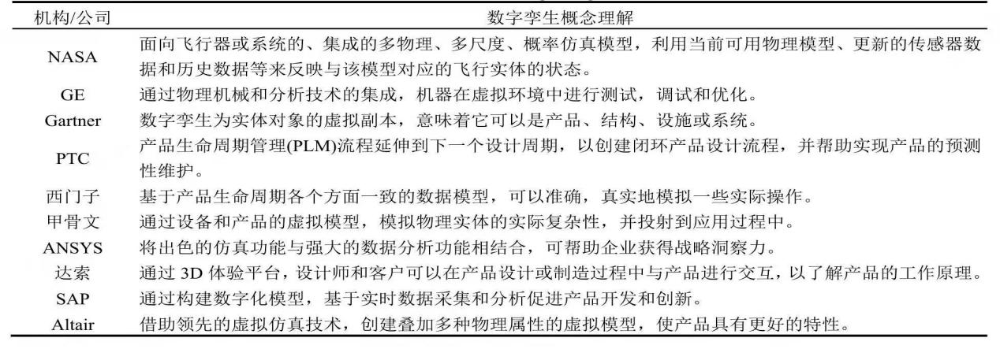 机构/公司 数字孪生概念理解
NASA 面向飞行器或系统的、集成的多物理、多尺度、概率仿真模型，利用当前可用物理模型、更新的传感器数
据和历史数据等来反映与该模型对应的飞行实体的状态。
GE 通过物理机械和分析技术的集成，机器在虚拟环境中进行测试，调试和优化。
Gartner 数字孪生为实体对象的虚拟副本，意味着它可以是产品、结构、设施或系统。
PTC 产品生命周期管理(PLM)流程延伸到下一个设计周期，以创建闭环产品设计流程，并帮助实现产品的预测
性维护。
西门子 基于产品生命周期各个方面一致的数据模型，可以准确，真实地模拟一些实际操作。
甲骨文 通过设备和产品的虚拟模型，模拟物理实体的实际复杂性，并投射到应用过程中。
ANSYS 将出色的仿真功能与强大的数据分析功能相结合，可帮助企业获得战略洞察力。
达索 通过 3D 体验平台，设计师和客户可以在产品设计或制造过程中与产品进行交互，以了解产品的工作原理。
SAP 通过构建数字化模型，基于实时数据采集和分析促进产品开发和创新。
Altair 借助领先的虚拟仿真技术，创建叠加多种物理属性的虚拟模型，使产品具有更好的特性。